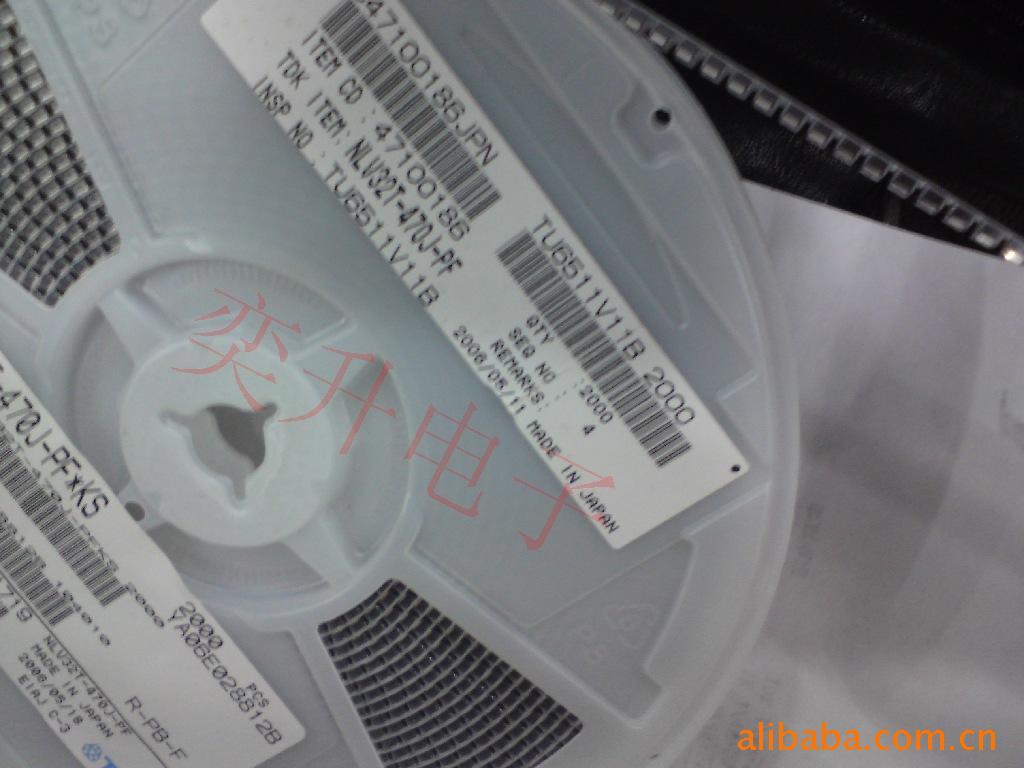 47100186JPN
ITEM CD : 47100186
TDK ITEM: NLV32T-470J-PF
INSP NO : TU6511V11B
TU6511V11B 2000
QTY : 2000
SEQ NO : 4
REMARKS:
2006/05/11 MADE IN JAPAN
-470J-PF×KS
2000 PCS
YA06E028812B
R-PB-F
NLV32T-470J-PF
MADE IN JAPAN
2006/05/18
EIAJ C-3
奕升电子
alibaba.com.cn